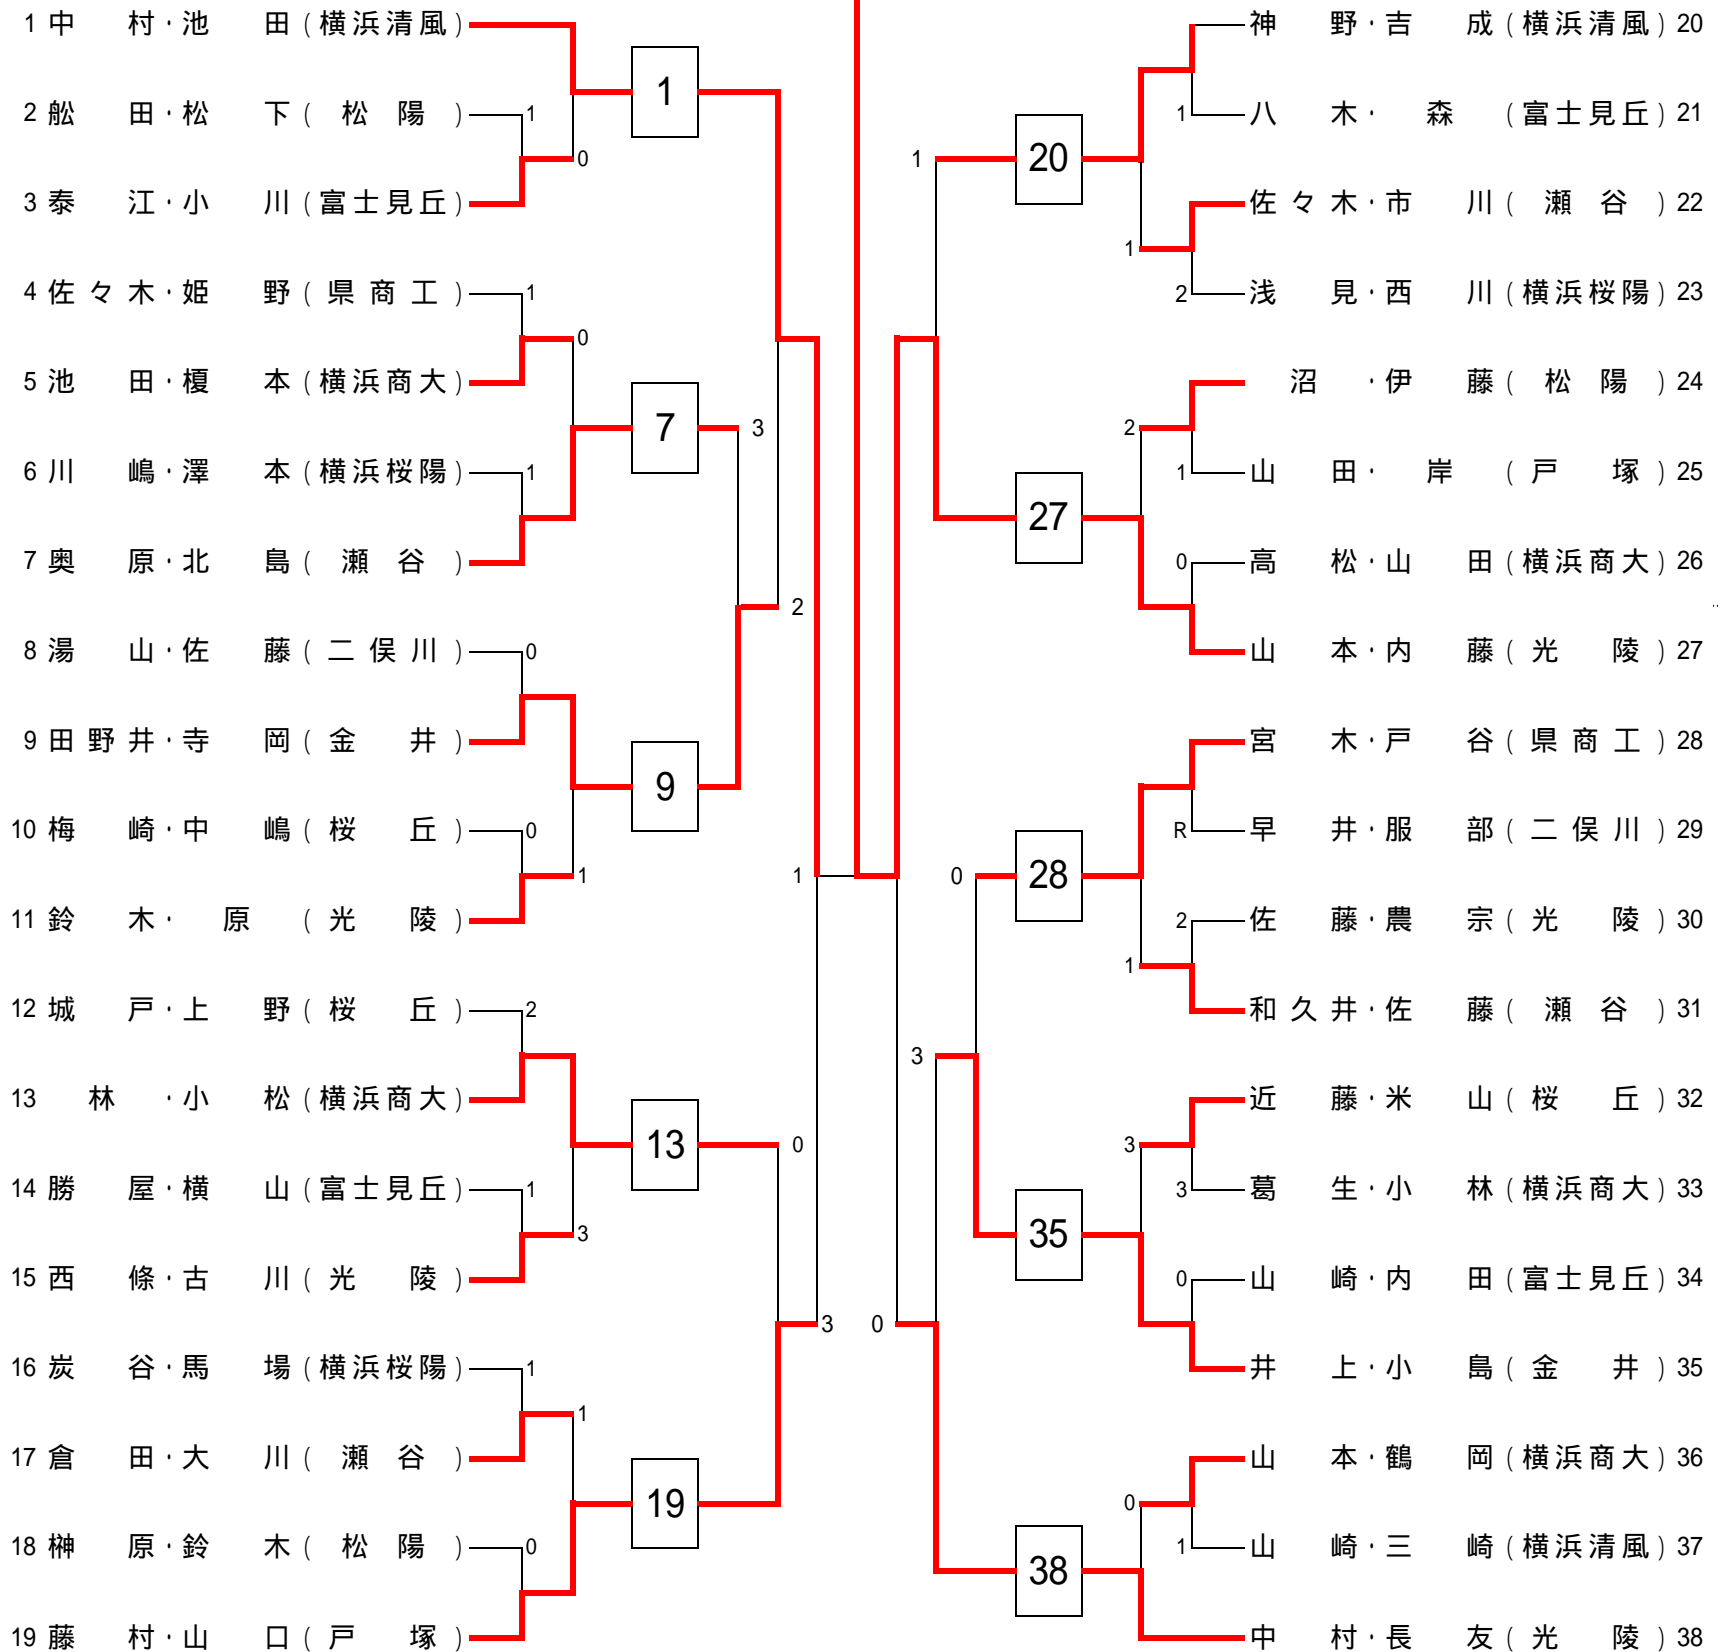 1 中村・池田(横浜清風)
2 舩田・松下(松陽)
3 泰江・小川(富士見丘)
4 佐々木・姫野(県商工)
5 池田・榎本(横浜商大)
6 川嶋・澤本(横浜桜陽)
7 奥原・北島(瀬谷)
8 湯山・佐藤(二俣川)
9 田野井・寺岡(金井)
10 梅崎・中嶋(桜丘)
11 鈴木・原(光陵)
12 城戸・上野(桜丘)
13 林・小松(横浜商大)
14 勝屋・横山(富士見丘)
15 西條・古川(光陵)
16 炭谷・馬場(横浜桜陽)
17 倉田・大川(瀬谷)
18 榊原・鈴木(松陽)
19 藤村・山口(戸塚)
1
0
1
0
1
0
0
1
2
1
3
1
1
0
1
7
9
13
19
3
2
0
1
3
神野・吉成(横浜清風) 20
八木・森(富士見丘) 21
佐々木・市川(瀬谷) 22
浅見・西川(横浜桜陽) 23
沼・伊藤(松陽) 24
山田・岸(戸塚) 25
高松・山田(横浜商大) 26
山本・内藤(光陵) 27
宮木・戸谷(県商工) 28
早井・服部(二俣川) 29
佐藤・農宗(光陵) 30
和久井・佐藤(瀬谷) 31
近藤・米山(桜丘) 32
葛生・小林(横浜商大) 33
山崎・内田(富士見丘) 34
井上・小島(金井) 35
山本・鶴岡(横浜商大) 36
山崎・三崎(横浜清風) 37
中村・長友(光陵) 38
1
1
2
2
1
0
R
2
1
3
3
0
0
1
20
27
28
35
38
1
0
3
0